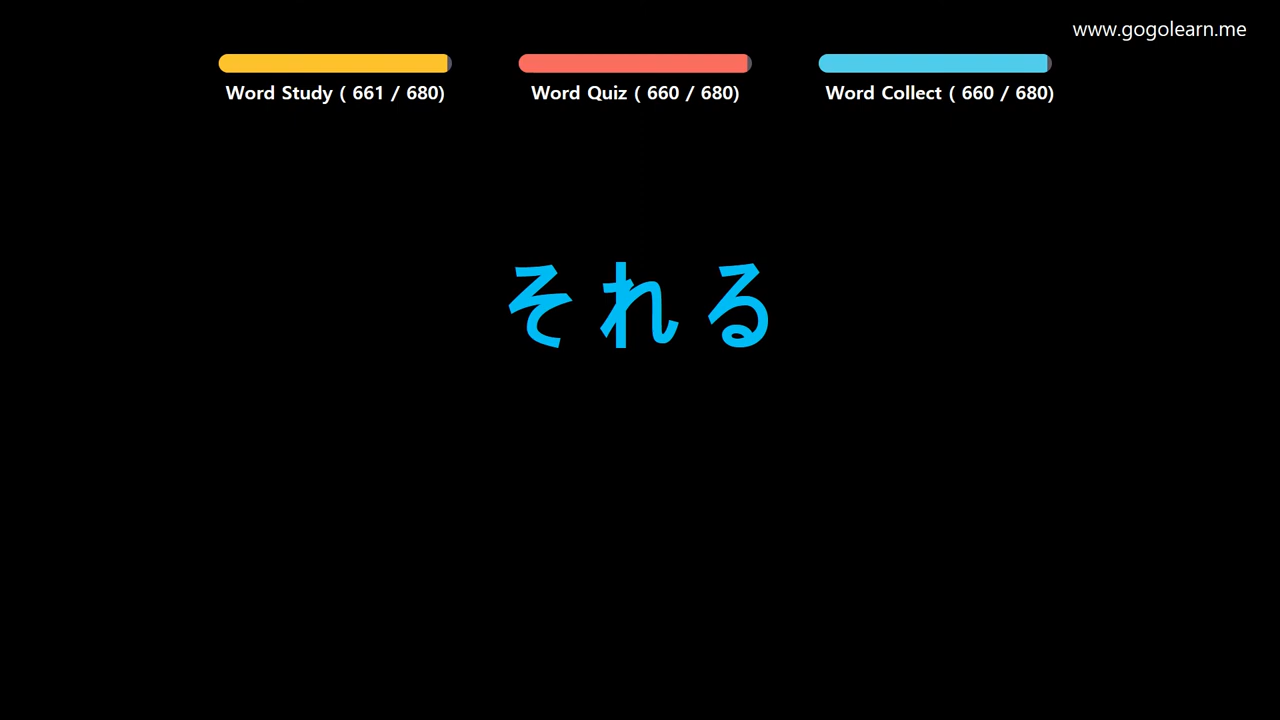 www.gogolearn.me
Word Study ( 661 / 680)
Word Quiz ( 660 / 680)
Word Collect ( 660 / 680)
それる